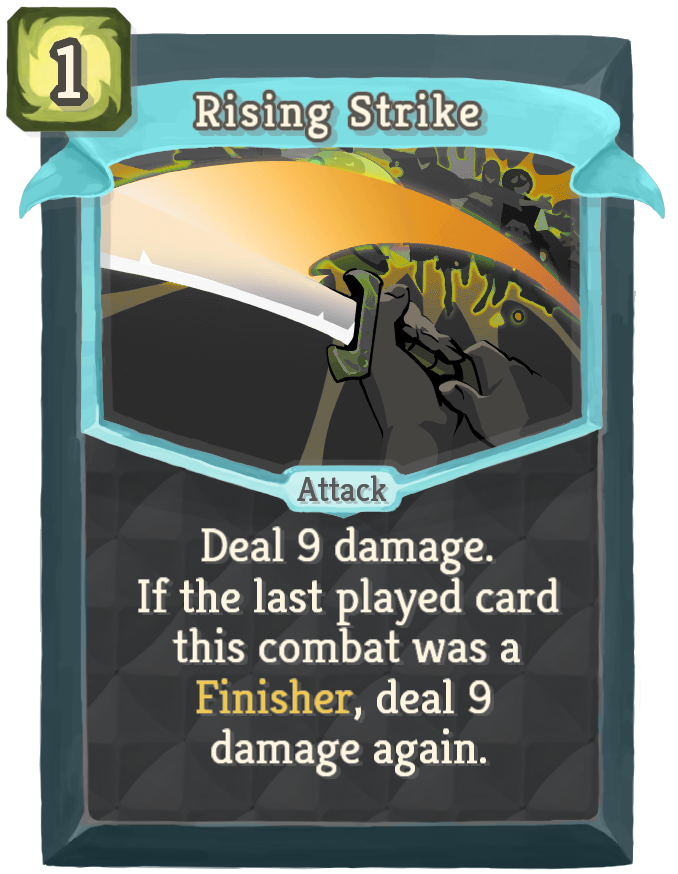 1
Rising Strike
Attack
Deal 9 damage.
If the last played card
this combat was a
Finisher, deal 9
damage again.